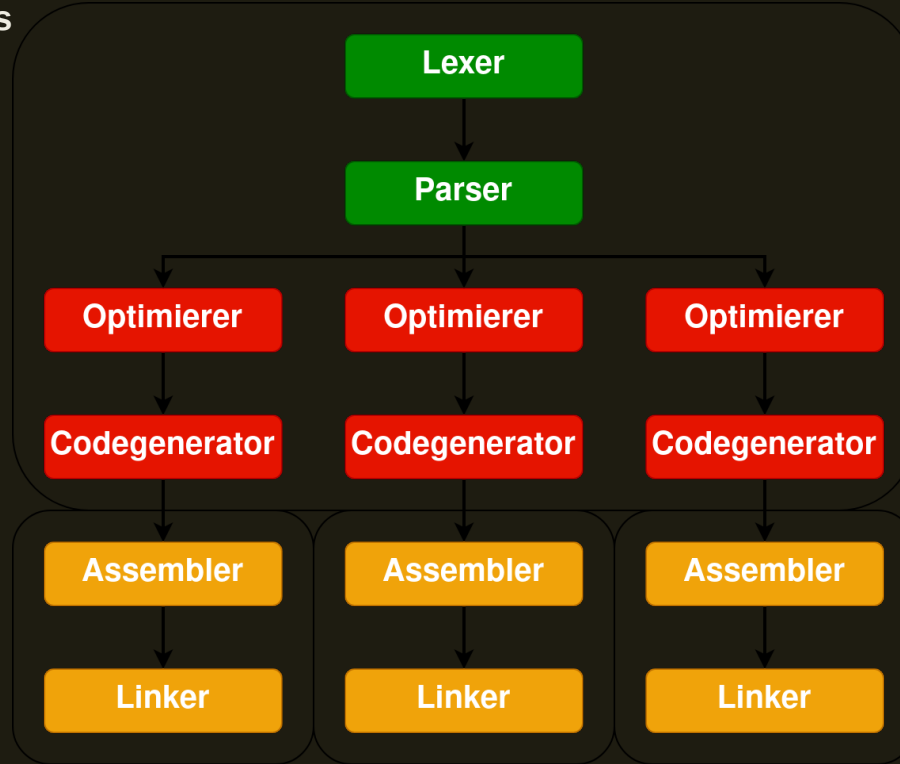 s
Lexer
Parser
Optimierer Optimierer Optimierer
Codegenerator Codegenerator Codegenerator
Assembler Assembler Assembler
Linker Linker Linker